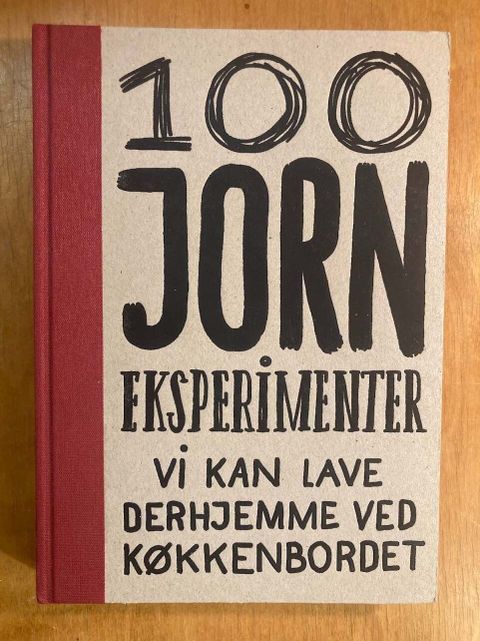 100
JORN
EKSPERiMENTER
Vi KAN LAVE
DERHJEMME VED
KØKKENBORDET